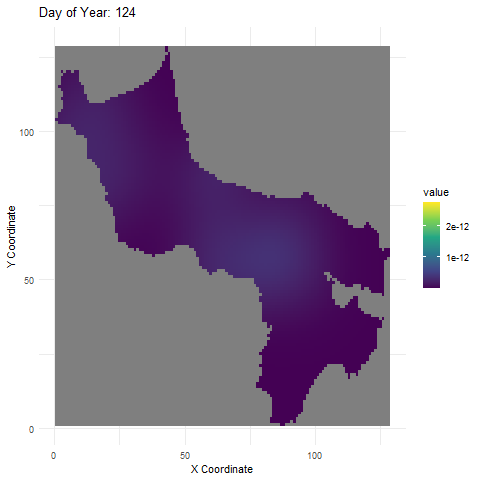 Day of Year: 124
value
2e-12
1e-12
100
50
0
Y Coordinate
0
50
100
X Coordinate